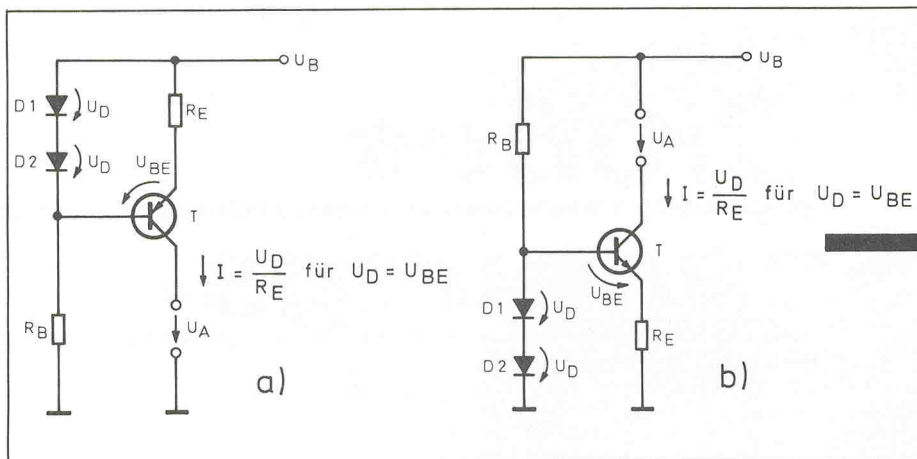 U_B
D1 U_D
R_E
D2 U_D
U_BE
T
I = U_D/R_E für U_D = U_BE
R_B
U_A
a)
U_B
R_B
U_A
I = U_D/R_E für U_D = U_BE
T
U_BE
D1 U_D
R_E
D2 U_D
b)